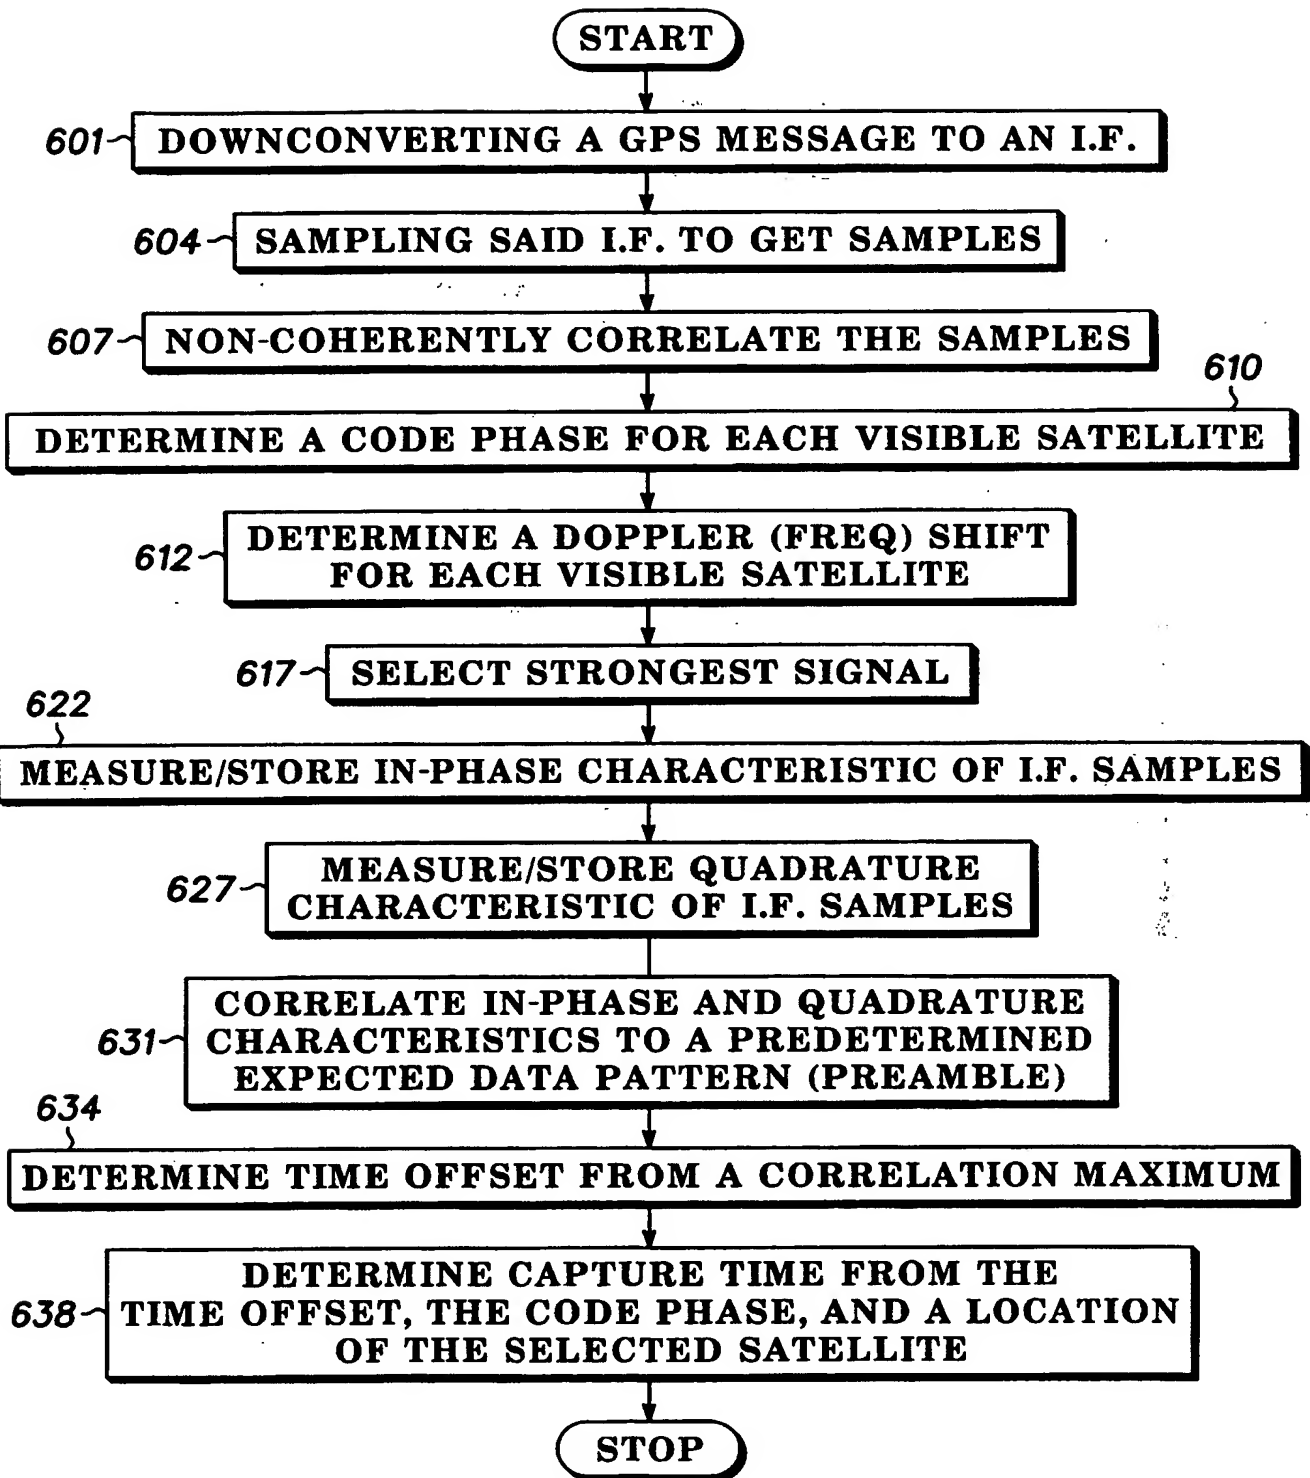 START
601
DOWNCONVERTING A GPS MESSAGE TO AN I.F.
604
SAMPLING SAID I.F. TO GET SAMPLES
607
NON-COHERENTLY CORRELATE THE SAMPLES
610
DETERMINE A CODE PHASE FOR EACH VISIBLE SATELLITE
612
DETERMINE A DOPPLER (FREQ) SHIFT
FOR EACH VISIBLE SATELLITE
617
SELECT STRONGEST SIGNAL
622
MEASURE/STORE IN-PHASE CHARACTERISTIC OF I.F. SAMPLES
627
MEASURE/STORE QUADRATURE
CHARACTERISTIC OF I.F. SAMPLES
631
CORRELATE IN-PHASE AND QUADRATURE
CHARACTERISTICS TO A PREDETERMINED
EXPECTED DATA PATTERN (PREAMBLE)
634
DETERMINE TIME OFFSET FROM A CORRELATION MAXIMUM
638
DETERMINE CAPTURE TIME FROM THE
TIME OFFSET, THE CODE PHASE, AND A LOCATION
OF THE SELECTED SATELLITE
STOP